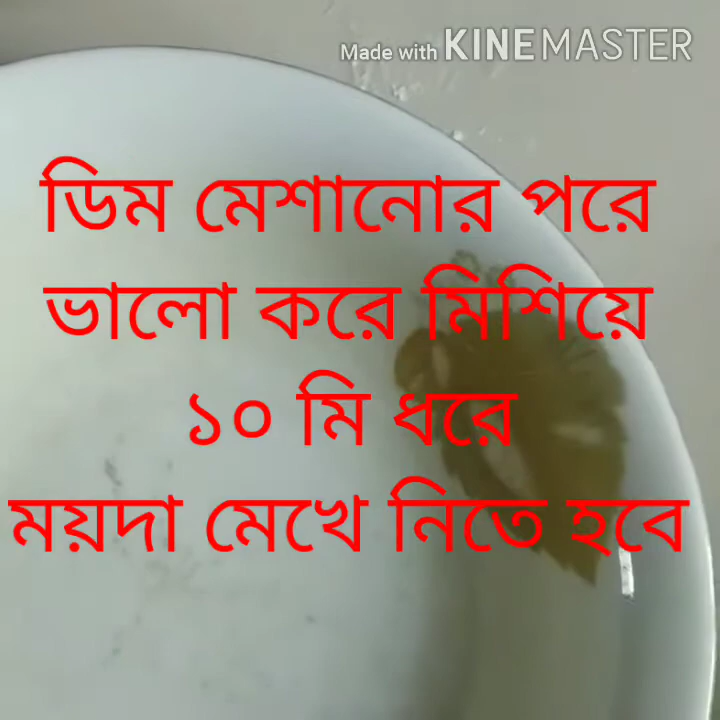 Made with KINEMASTER
ডিম মেশানোর পরে
ভালো করে মিশিয়ে
১০ মি ধরে
ময়দা মেখে নিতে হবে